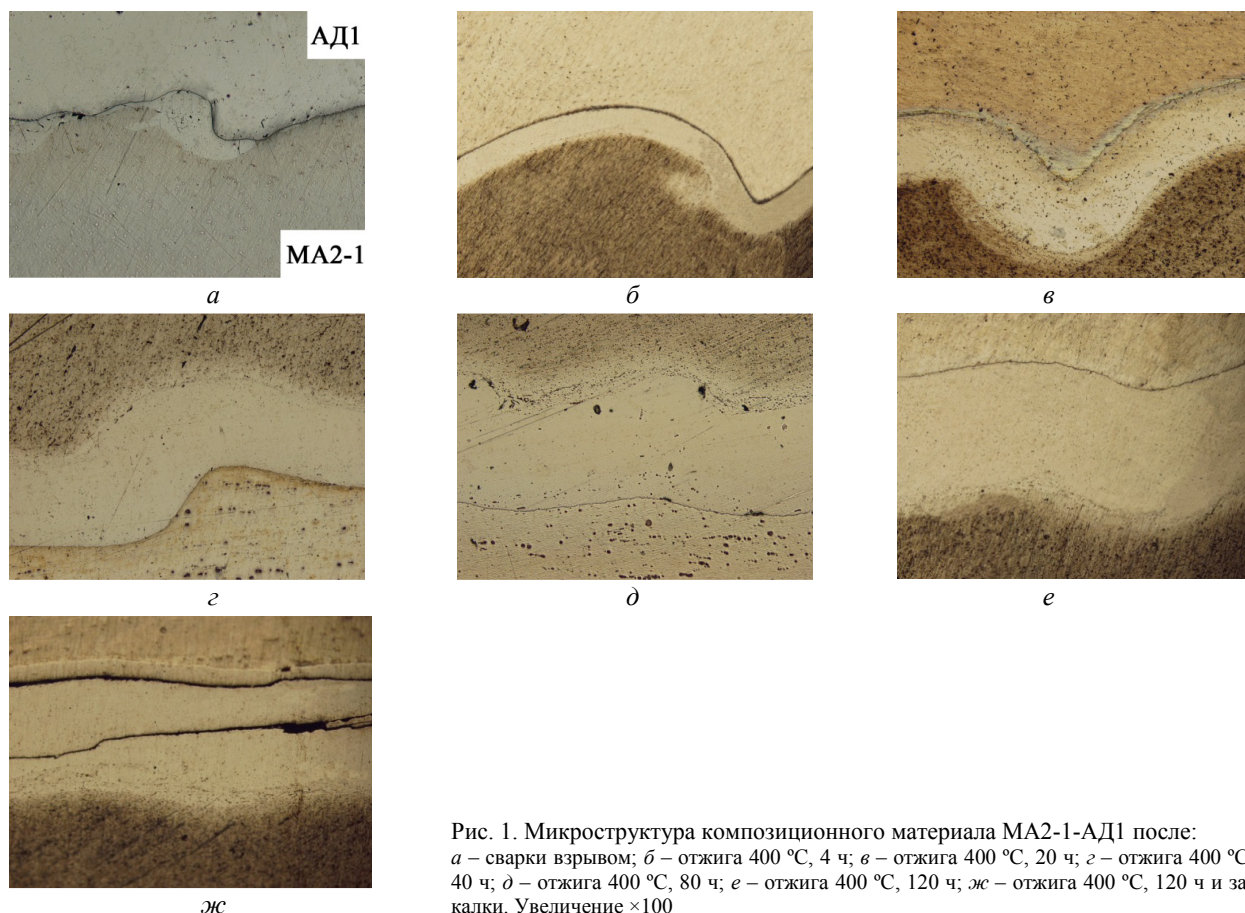 АД1
МА2-1
а
б
в
г
д
е
ж
Рис. 1. Микроструктура композиционного материала МА2-1-АД1 после:
а – сварки взрывом; б – отжига 400 ºС, 4 ч; в – отжига 400 ºС, 20 ч; г – отжига 400 ºС
40 ч; д – отжига 400 ºС, 80 ч; е – отжига 400 ºС, 120 ч; ж – отжига 400 ºС, 120 ч и за
калки. Увеличение ×100